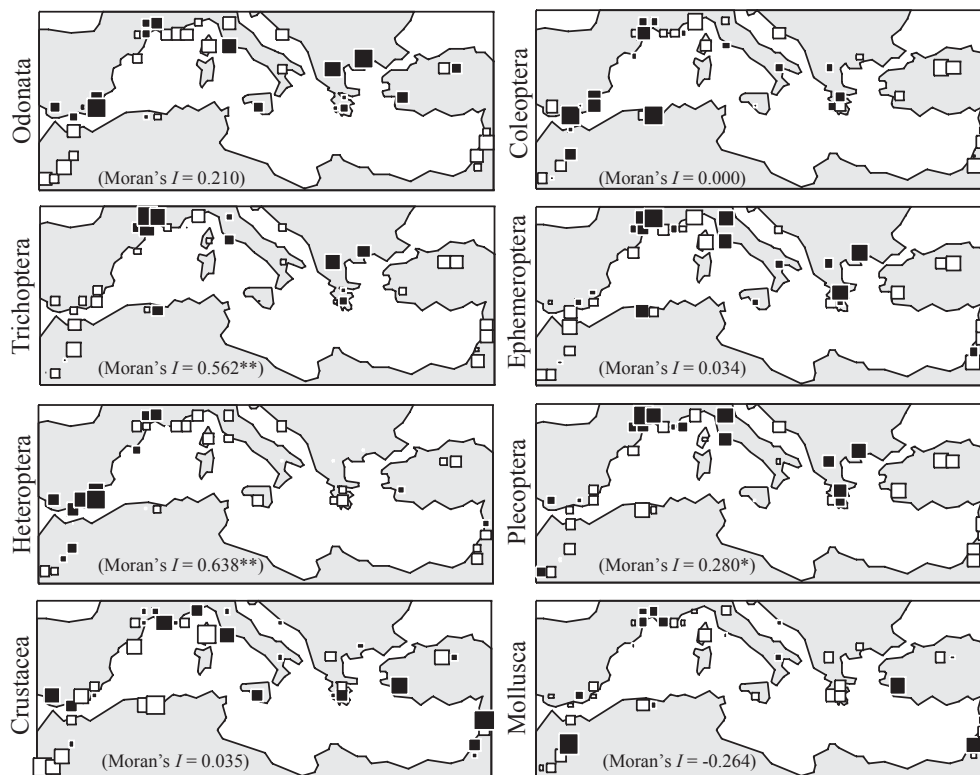 Odonata
(Moran's I = 0.210)
Coleoptera
(Moran's I = 0.000)
Trichoptera
(Moran's I = 0.562**)
Ephemeroptera
(Moran's I = 0.034)
Heteroptera
(Moran's I = 0.638**)
Plecoptera
(Moran's I = 0.280*)
Crustacea
(Moran's I = 0.035)
Mollusca
(Moran's I = -0.264)